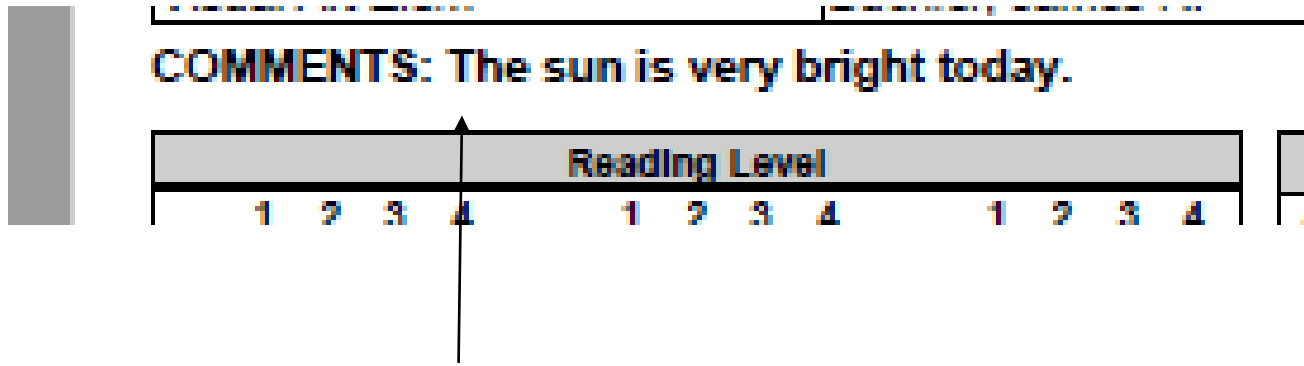 COMMENTS: The sun is very bright today.
Reading Level
1 2 3 4 1 2 3 4 1 2 3 4